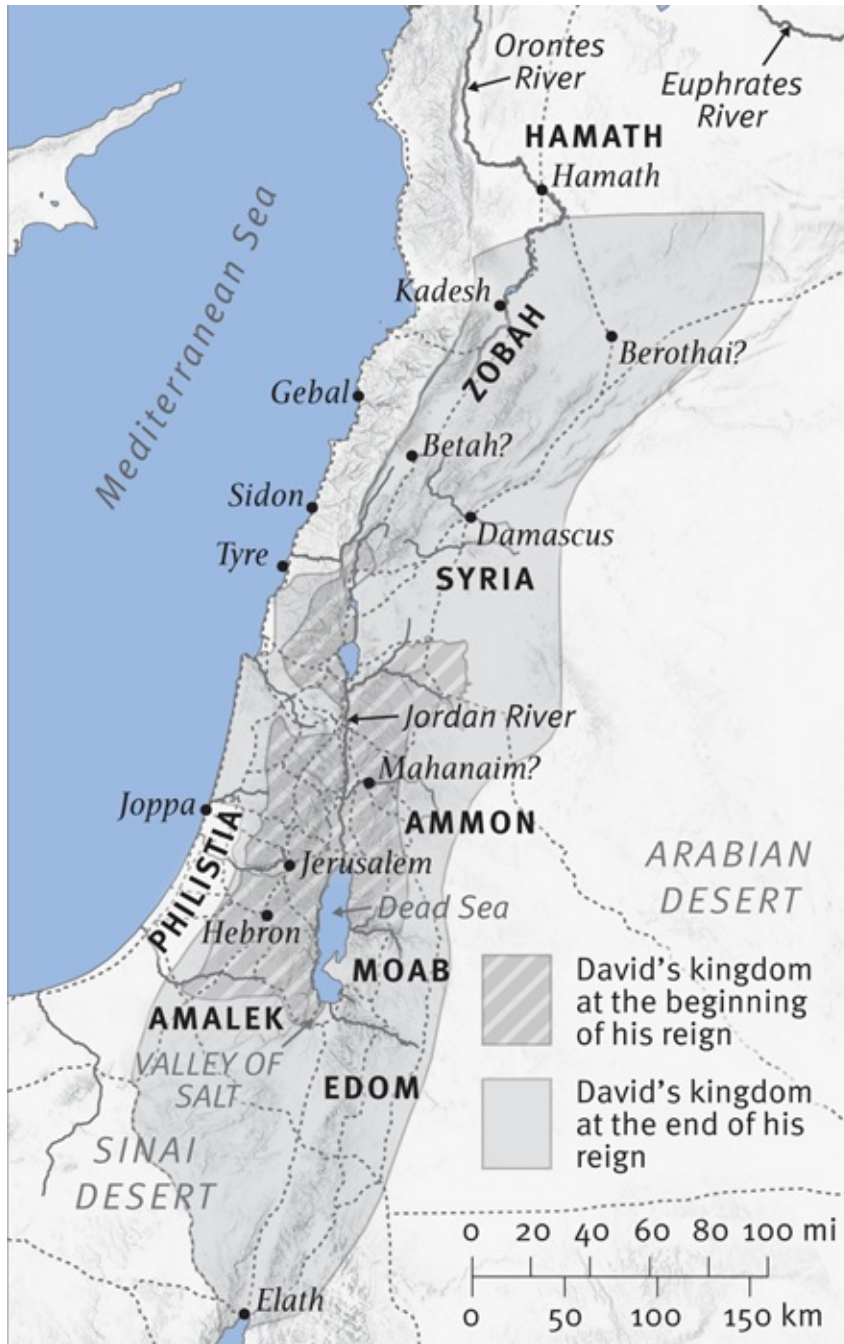 Orontes
River
Euphrates
River
HAMATH
Hamath
Mediterranean Sea
Kadesh
ZOBAH
Berothai?
Gebal
Betah?
Sidon
Damascus
Tyre
SYRIA
Jordan River
Mahanaim?
Joppa
AMMON
PHILISTIA
Jerusalem
ARABIAN
DESERT
Dead Sea
Hebron
MOAB
David’s kingdom
at the beginning
of his reign
AMALEK
VALLEY OF
SALT
EDOM
David’s kingdom
at the end of his
reign
SINAI
DESERT
0 20 40 60 80 100 mi
0 50 100 150 km
Elath